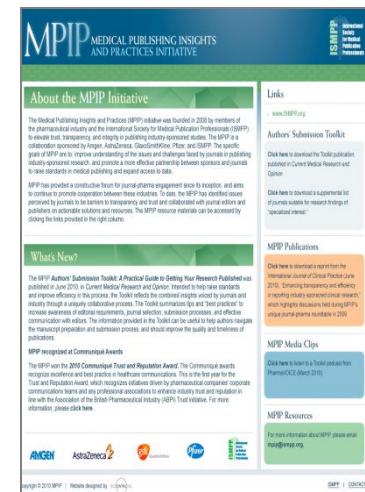 MPIP MEDICAL PUBLISHING INSIGHTS
AND PRACTICES INITIATIVE
ISMPP
International
Society
for Medical
Publication
Professionals
About the MPIP Initiative
The Medical Publishing Insights and Practices (MPIP) initiative was founded in 2008 by members of
the pharmaceutical industry and the International Society for Medical Publication Professionals (ISMPP)
to elevate trust, transparency, and integrity in publishing industry-sponsored studies. The MPIP is a
collaboration sponsored by Amgen, AstraZeneca, GlaxoSmithKline, Pfizer, and ISMPP. The specific
goals of MPIP are to: improve understanding of the issues and challenges faced by journals in publishing
industry-sponsored research, and promote a more effective partnership between sponsors and journals
to raise standards in medical publishing and expand access to data.
MPIP has provided a constructive forum for journal-pharma engagement since its inception, and aims
to continue to promote cooperation between these industries. To date, the MPIP has identified issues
perceived by journals to be barriers to transparency and trust and collaborated with journal editors and
publishers on actionable solutions and resources. The MPIP resource materials can be accessed by
clicking the links provided in the right column.
What's New?
The MPIP Authors' Submission Toolkit: A Practical Guide to Getting Your Research Published was
published in June 2010, in Current Medical Research and Opinion. Intended to help raise standards
and improve efficiency in this process, the Toolkit reflects the combined insights voiced by journals and
industry through a uniquely collaborative process. The Toolkit summarizes tips and "best practices" to
increase awareness of editorial requirements, journal selection, submission processes, and effective
communication with editors. The information provided in the Toolkit can be useful to help authors navigate
the manuscript preparation and submission process, and should improve the quality and timeliness of
publications.
MPIP recognized at Communiqué Awards
The MPIP won the 2010 Communiqué Trust and Reputation Award. The Communiqué awards
recognize excellence and best practice in healthcare communications. This is the first year for the
Trust and Reputation Award, which recognizes initiatives driven by pharmaceutical companies' corporate
communications teams and any professional associations to enhance industry trust and reputation in
line with the Association of the British Pharmaceutical Industry (ABPI) Trust initiative. For more
information, please click here.
AMGEN
AstraZeneca
gsk GlaxoSmithKline
Pfizer
ISMPP
Links
www.ISMPP.org
Authors' Submission Toolkit
Click here to download the Toolkit publication,
published in Current Medical Research and
Opinion
Click here to download a supplemental list
of journals suitable for research findings of
"specialized interest."
MPIP Publications
Click here to download a report from the
International Journal of Clinical Practice (June
2010), "Enhancing transparency and efficiency
in reporting industry-sponsored clinical research,"
which highlights discussions held during MPIP's
unique journal-pharma roundtable in 2009.
MPIP Media Clips
Click here to listen to a Toolkit podcast from
PharmaVOICE (March 2010)
MPIP Resources
For more information about MPIP, please email
mpip@ismpp.org.
opyright © 2010 MPIP | Website designed by
ISMPP | CONTACT